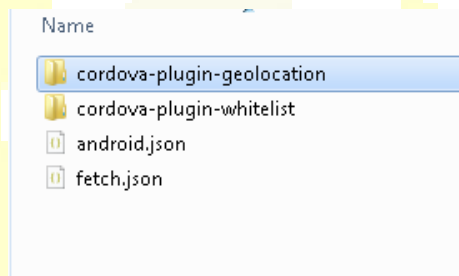 Name
cordova-plugin-geolocation
cordova-plugin-whitelist
android.json
fetch.json